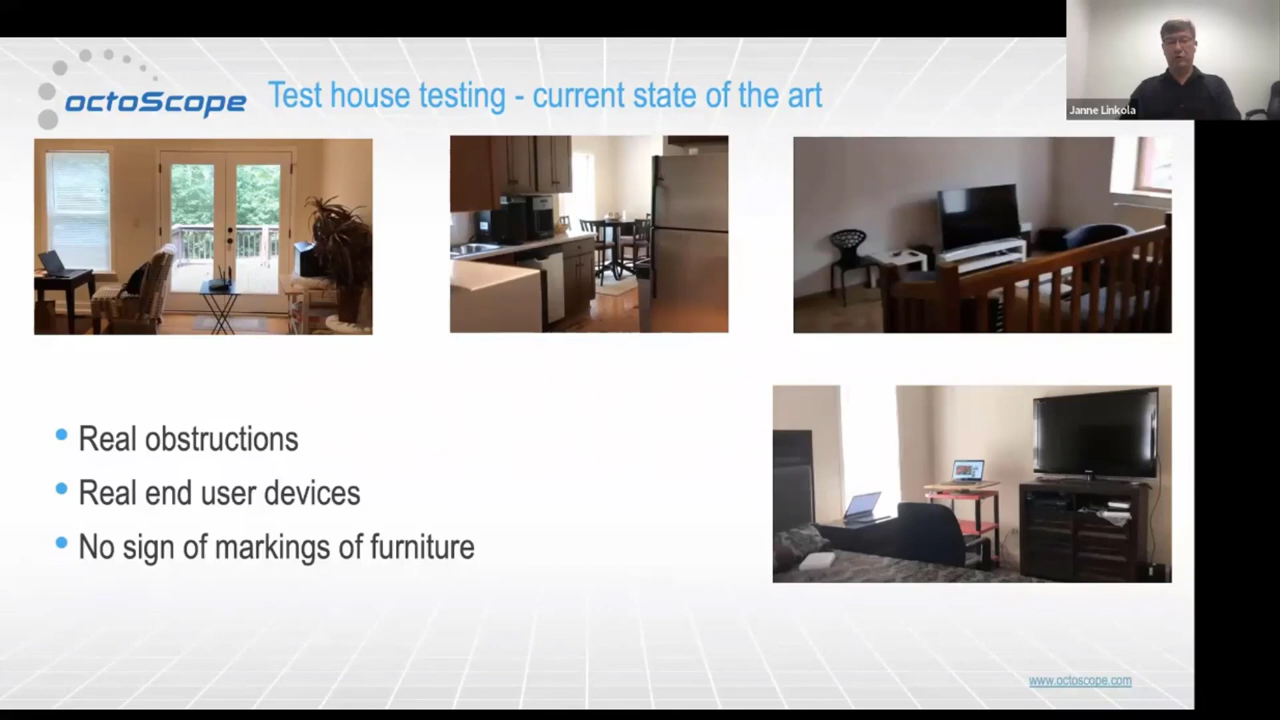 octoScope
Test house testing - current state of the art
Janne Linkola
Real obstructions
Real end user devices
No sign of markings of furniture
www.octoscope.com